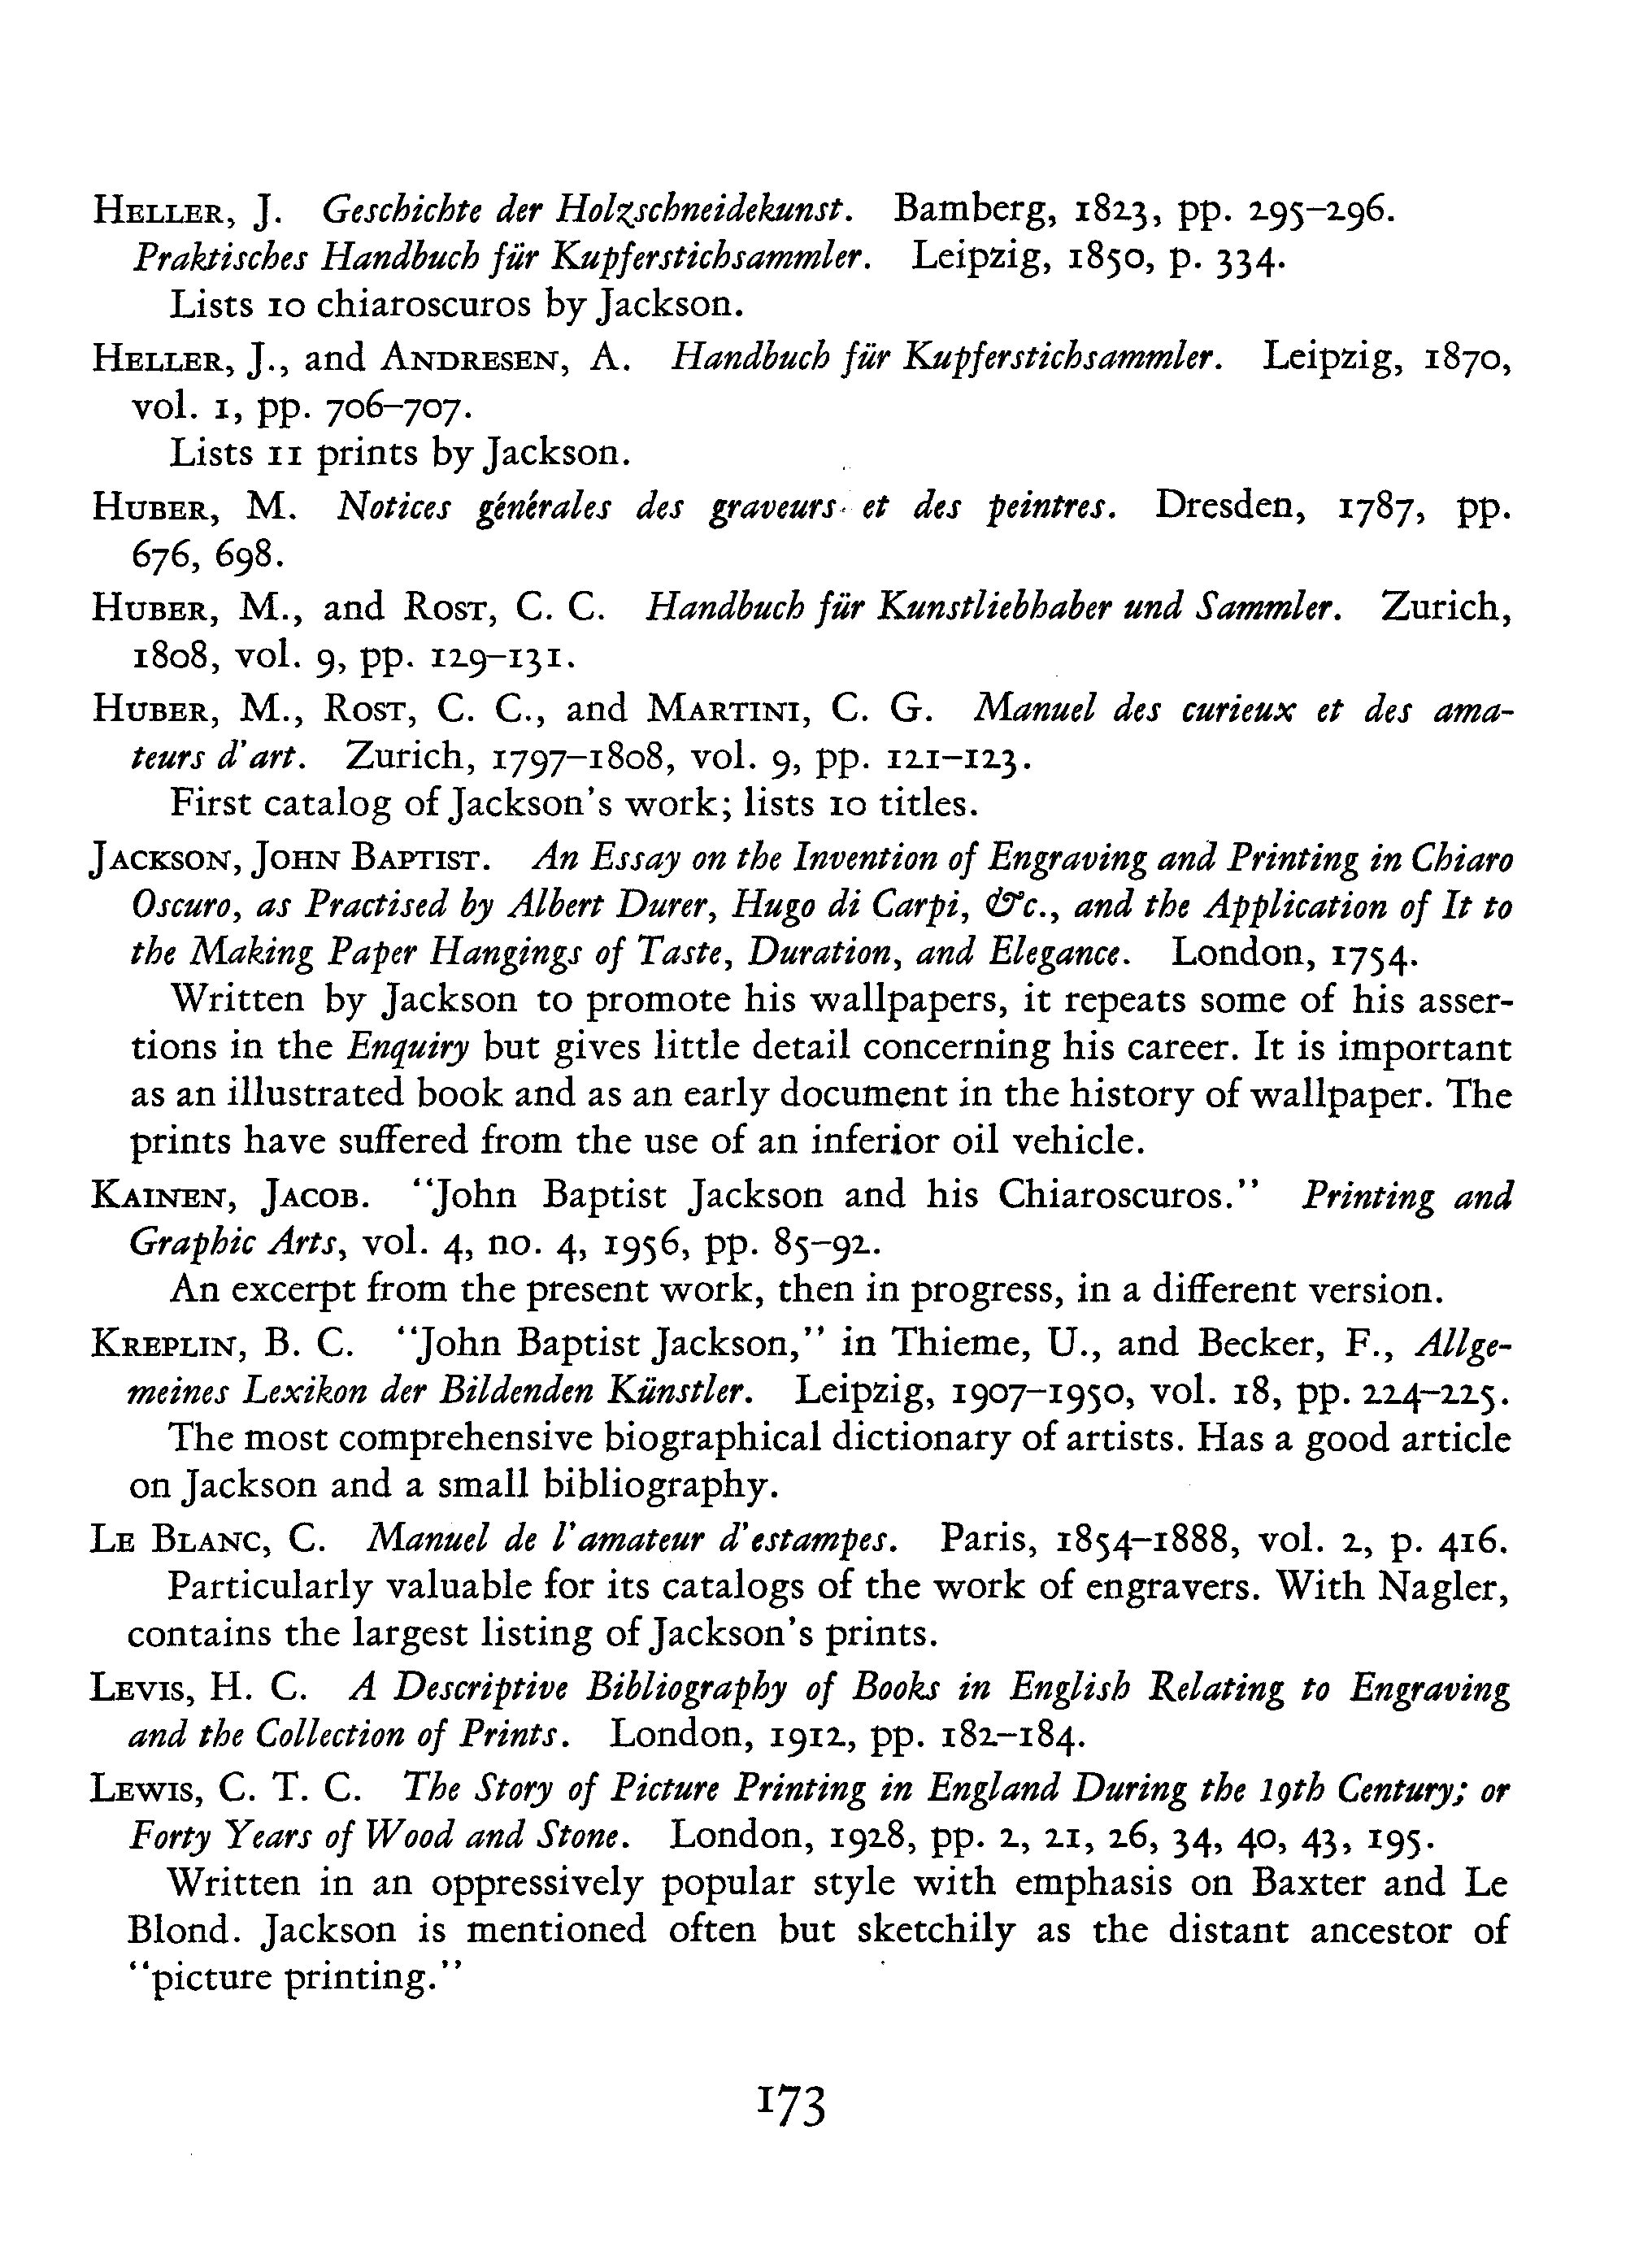 HELLER, J. Geschichte der Holzschneidekunst. Bamberg, 1823, pp. 295–296.
Praktisches Handbuch für Kupferstichsammler. Leipzig, 1850, p. 334.
Lists 10 chiaroscuros by Jackson.
HELLER, J., and ANDRESEN, A. Handbuch für Kupferstichsammler. Leipzig, 1870,
vol. 1, pp. 706–707.
Lists 11 prints by Jackson.
HUBER, M. Notices générales des graveurs et des peintres. Dresden, 1787, pp.
676, 698.
HUBER, M., and ROST, C. C. Handbuch für Kunstliebhaber und Sammler. Zurich,
1808, vol. 9, pp. 129–131.
HUBER, M., ROST, C. C., and MARTINI, C. G. Manuel des curieux et des ama-
teurs d'art. Zurich, 1797–1808, vol. 9, pp. 121–123.
First catalog of Jackson's work; lists 10 titles.
JACKSON, JOHN BAPTIST. An Essay on the Invention of Engraving and Printing in Chiaro
Oscuro, as Practised by Albert Durer, Hugo di Carpi, &c., and the Application of It to
the Making Paper Hangings of Taste, Duration, and Elegance. London, 1754.
Written by Jackson to promote his wallpapers, it repeats some of his asser-
tions in the Enquiry but gives little detail concerning his career. It is important
as an illustrated book and as an early document in the history of wallpaper. The
prints have suffered from the use of an inferior oil vehicle.
KAINEN, JACOB. "John Baptist Jackson and his Chiaroscuros." Printing and
Graphic Arts, vol. 4, no. 4, 1956, pp. 85–92.
An excerpt from the present work, then in progress, in a different version.
KREPLIN, B. C. "John Baptist Jackson," in Thieme, U., and Becker, F., Allge-
meines Lexikon der Bildenden Künstler. Leipzig, 1907–1950, vol. 18, pp. 224–225.
The most comprehensive biographical dictionary of artists. Has a good article
on Jackson and a small bibliography.
LE BLANC, C. Manuel de l'amateur d'estampes. Paris, 1854–1888, vol. 2, p. 416.
Particularly valuable for its catalogs of the work of engravers. With Nagler,
contains the largest listing of Jackson's prints.
LEVIS, H. C. A Descriptive Bibliography of Books in English Relating to Engraving
and the Collection of Prints. London, 1912, pp. 182–184.
LEWIS, C. T. C. The Story of Picture Printing in England During the 19th Century; or
Forty Years of Wood and Stone. London, 1928, pp. 2, 21, 26, 34, 40, 43, 195.
Written in an oppressively popular style with emphasis on Baxter and Le
Blond. Jackson is mentioned often but sketchily as the distant ancestor of
"picture printing."
173